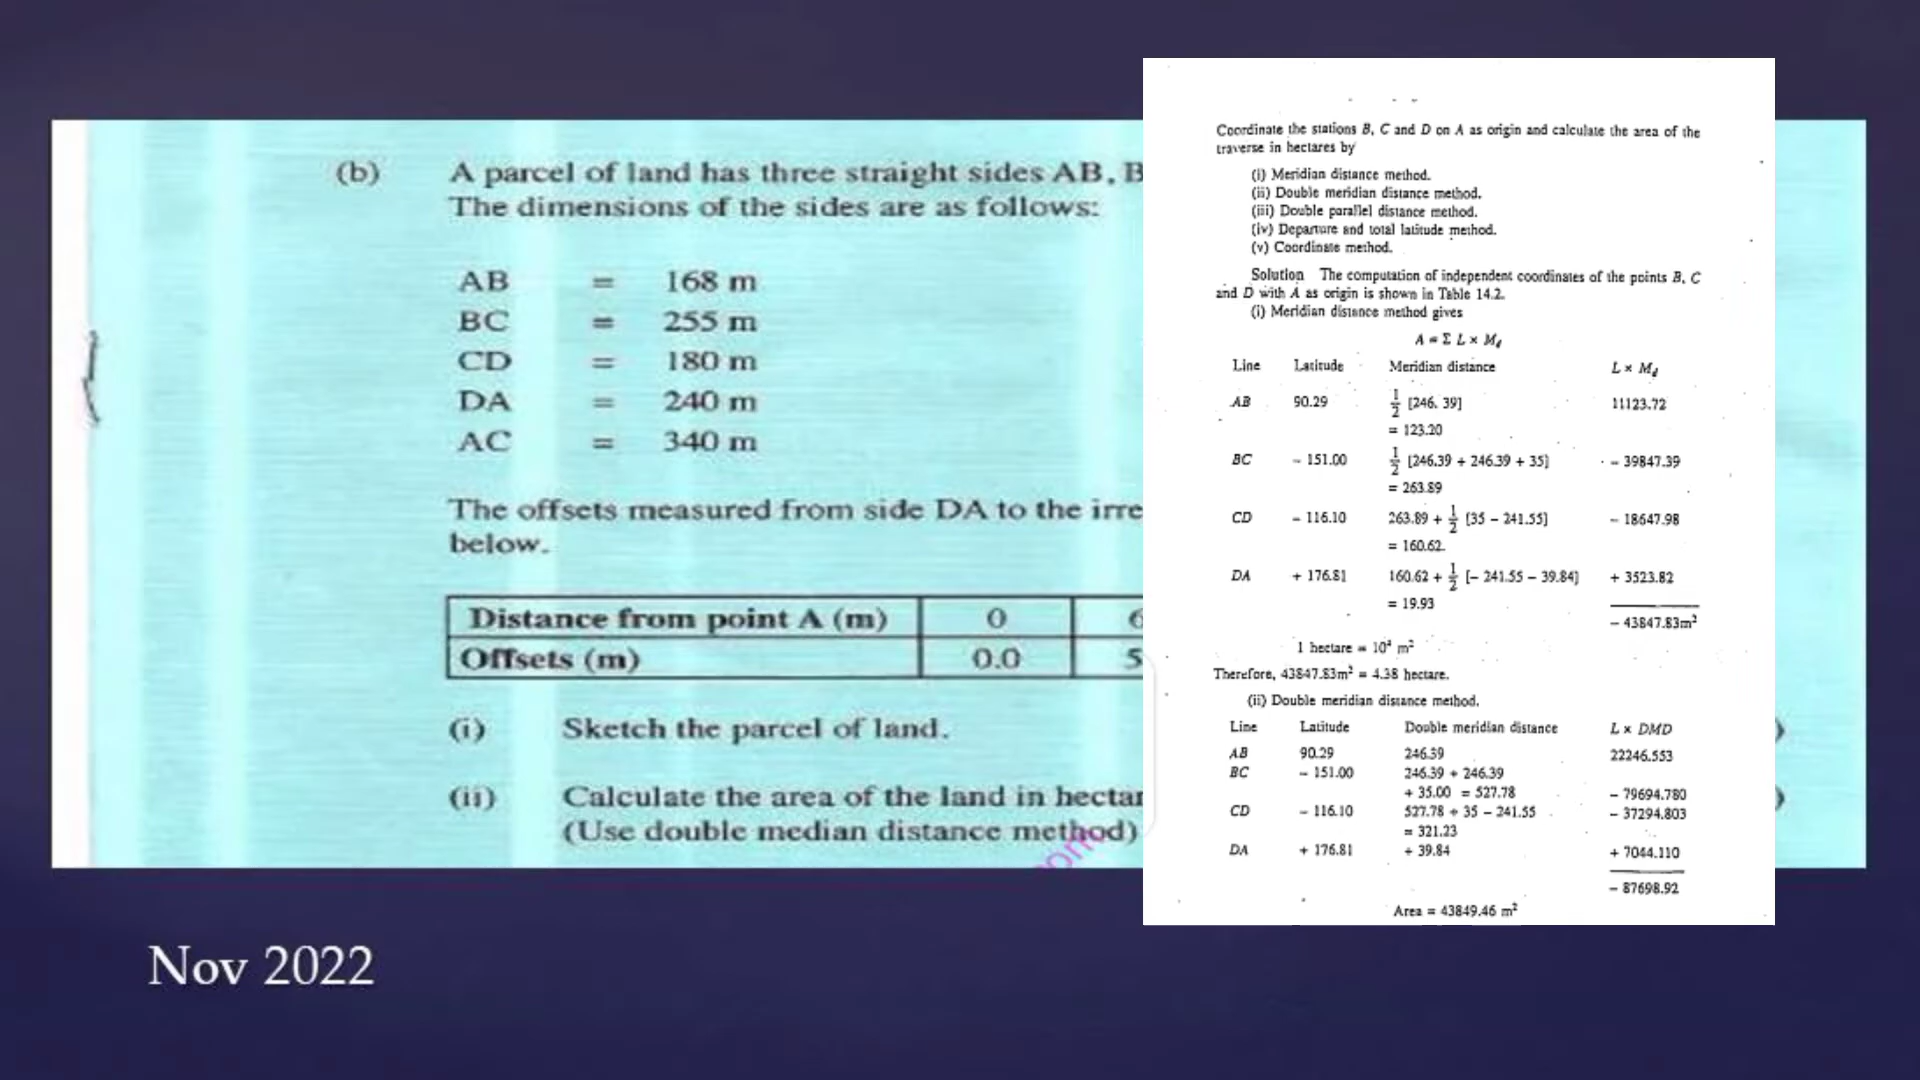 (b) A parcel of land has three straight sides AB, B
The dimensions of the sides are as follows:
AB = 168 m
BC = 255 m
CD = 180 m
DA = 240 m
AC = 340 m
The offsets measured from side DA to the irre
below.
Distance from point A (m) 0 6
Offsets (m) 0.0 5
(i) Sketch the parcel of land.
(ii) Calculate the area of the land in hectar
(Use double median distance method)
Nov 2022
Coordinate the stations B, C and D on A as origin and calculate the area of the
traverse in hectares by
(i) Meridian distance method.
(ii) Double meridian distance method.
(iii) Double parallel distance method.
(iv) Departure and total latitude method.
(v) Coordinate method.
Solution The computation of independent coordinates of the points B, C
and D with A as origin is shown in Table 14.2.
(i) Meridian distance method gives
A = Σ L × Md
Line Latitude Meridian distance L × Md
AB 90.29 1/2 [246. 39] 11123.72
= 123.20
BC - 151.00 1/2 [246.39 + 246.39 + 35] - 39847.39
= 263.89
CD - 116.10 263.89 + 1/2 [35 - 241.55] - 18647.98
= 160.62.
DA + 176.81 160.62 + 1/2 [- 241.55 - 39.84] + 3523.82
= 19.93
- 43847.83m²
1 hectare = 10⁴ m²
Therefore, 43847.83m² = 4.38 hectare.
(ii) Double meridian distance method.
Line Latitude Double meridian distance L × DMD
AB 90.29 246.39 22246.553
BC - 151.00 246.39 + 246.39
+ 35.00 = 527.78 - 79694.780
CD - 116.10 527.78 + 35 - 241.55 - 37294.803
= 321.23
DA + 176.81 + 39.84 + 7044.110
- 87698.92
Area = 43849.46 m²